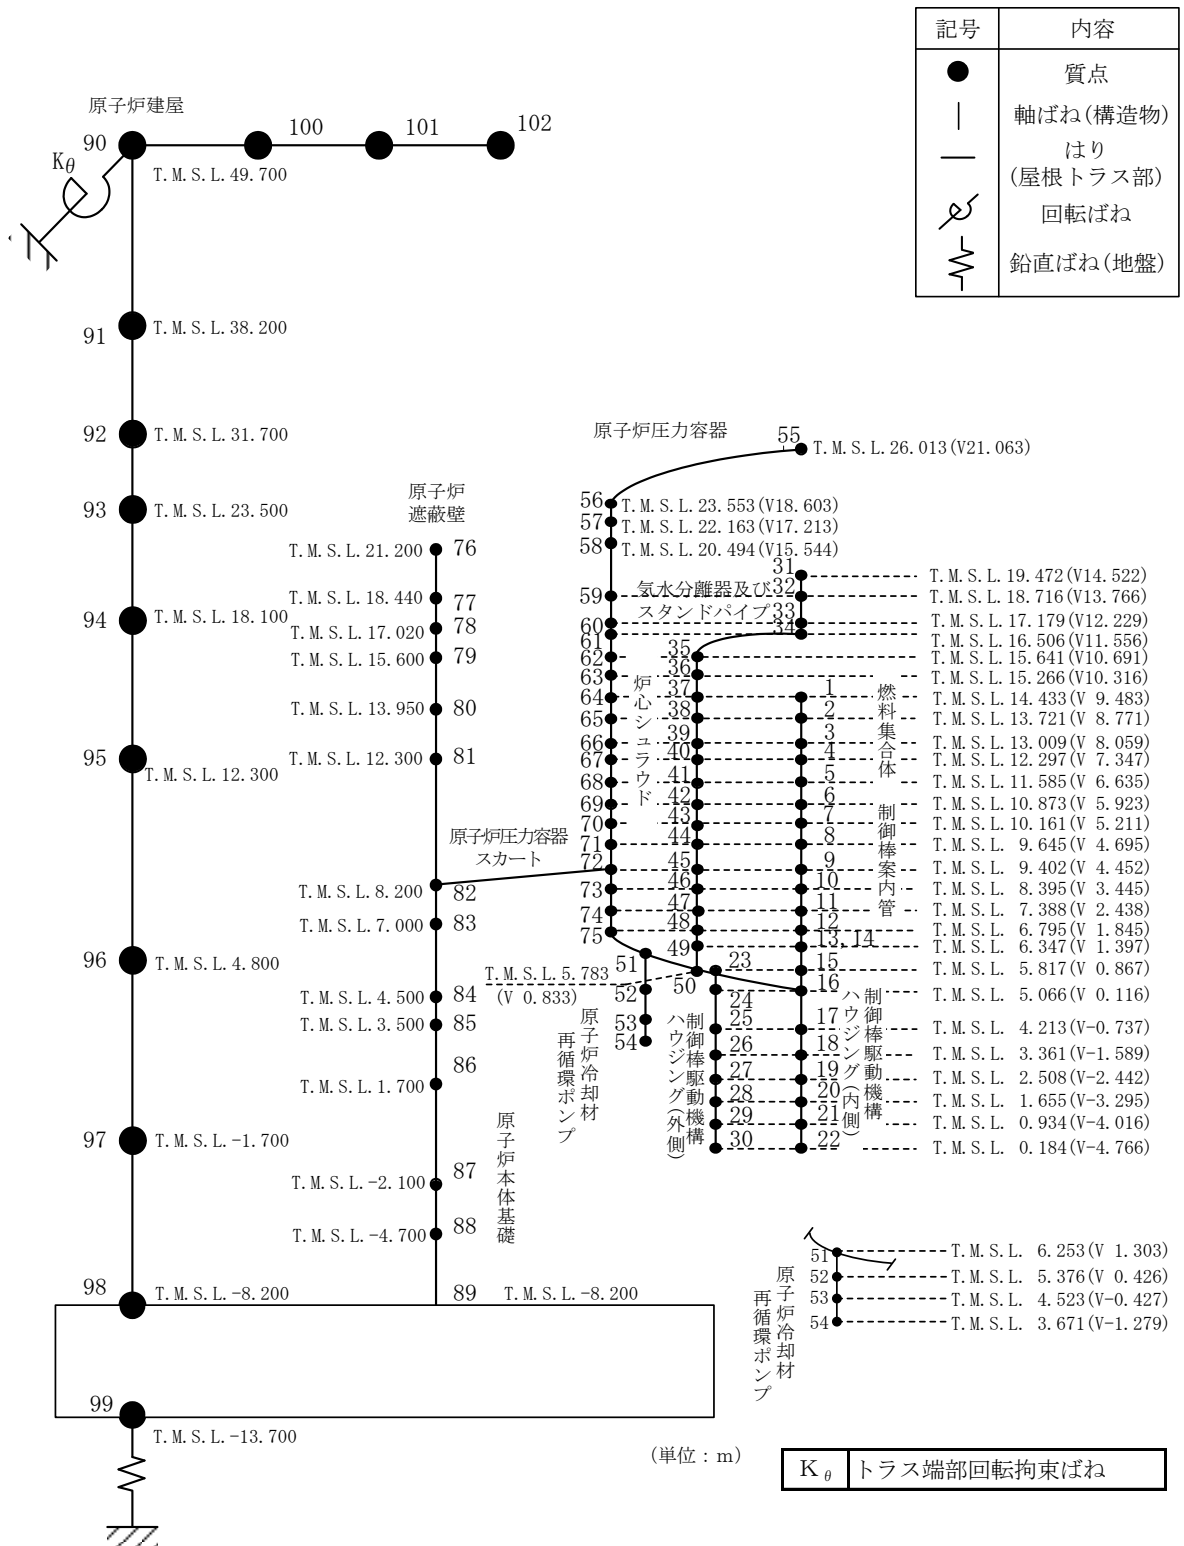 記号 内容
質点
軸ばね(構造物)
はり
(屋根トラス部)
回転ばね
鉛直ばね(地盤)
原子炉建屋
90
100
101
102
Kθ
T.M.S.L.49.700
91
T.M.S.L.38.200
92
T.M.S.L.31.700
93
T.M.S.L.23.500
94
T.M.S.L.18.100
95
T.M.S.L.12.300
96
T.M.S.L.4.800
97
T.M.S.L.-1.700
98
T.M.S.L.-8.200
99
T.M.S.L.-13.700
原子炉
遮蔽壁
T.M.S.L.21.200 76
T.M.S.L.18.440 77
T.M.S.L.17.020 78
T.M.S.L.15.600 79
T.M.S.L.13.950 80
T.M.S.L.12.300 81
原子炉圧力容器
スカート
T.M.S.L.8.200 82
T.M.S.L.7.000 83
T.M.S.L.4.500 84
T.M.S.L.3.500 85
86
T.M.S.L.1.700
87
T.M.S.L.-2.100
88
T.M.S.L.-4.700
89 T.M.S.L.-8.200
原子炉本体基礎
原子炉圧力容器
55
T.M.S.L.26.013(V21.063)
56
T.M.S.L.23.553(V18.603)
57
T.M.S.L.22.163(V17.213)
58
T.M.S.L.20.494(V15.544)
59
60
61
62
63
64
65
66
67
68
69
70
71
72
73
74
75
気水分離器及び
スタンドパイプ
31
32
33
34
炉心シュラウド
35
36
37
38
39
40
41
42
43
44
45
46
47
48
49
50
T.M.S.L.5.783
(V 0.833)
51
52
53
54
原子炉冷却材
再循環ポンプ
23
24
25
26
27
28
29
30
制御棒駆動機構
ハウジング(外側)
1
2
3
4
5
6
7
8
9
10
11
12
13,14
15
16
17
18
19
20
21
22
燃料集合体
制御棒案内管
制御棒駆動機構
ハウジング(内側)
T.M.S.L.19.472(V14.522)
T.M.S.L.18.716(V13.766)
T.M.S.L.17.179(V12.229)
T.M.S.L.16.506(V11.556)
T.M.S.L.15.641(V10.691)
T.M.S.L.15.266(V10.316)
T.M.S.L.14.433(V 9.483)
T.M.S.L.13.721(V 8.771)
T.M.S.L.13.009(V 8.059)
T.M.S.L.12.297(V 7.347)
T.M.S.L.11.585(V 6.635)
T.M.S.L.10.873(V 5.923)
T.M.S.L.10.161(V 5.211)
T.M.S.L. 9.645(V 4.695)
T.M.S.L. 9.402(V 4.452)
T.M.S.L. 8.395(V 3.445)
T.M.S.L. 7.388(V 2.438)
T.M.S.L. 6.795(V 1.845)
T.M.S.L. 6.347(V 1.397)
T.M.S.L. 5.817(V 0.867)
T.M.S.L. 5.066(V 0.116)
T.M.S.L. 4.213(V-0.737)
T.M.S.L. 3.361(V-1.589)
T.M.S.L. 2.508(V-2.442)
T.M.S.L. 1.655(V-3.295)
T.M.S.L. 0.934(V-4.016)
T.M.S.L. 0.184(V-4.766)
51 T.M.S.L. 6.253(V 1.303)
52 T.M.S.L. 5.376(V 0.426)
53 T.M.S.L. 4.523(V-0.427)
54 T.M.S.L. 3.671(V-1.279)
原子炉冷却材
再循環ポンプ
(単位:m)
Kθ トラス端部回転拘束ばね